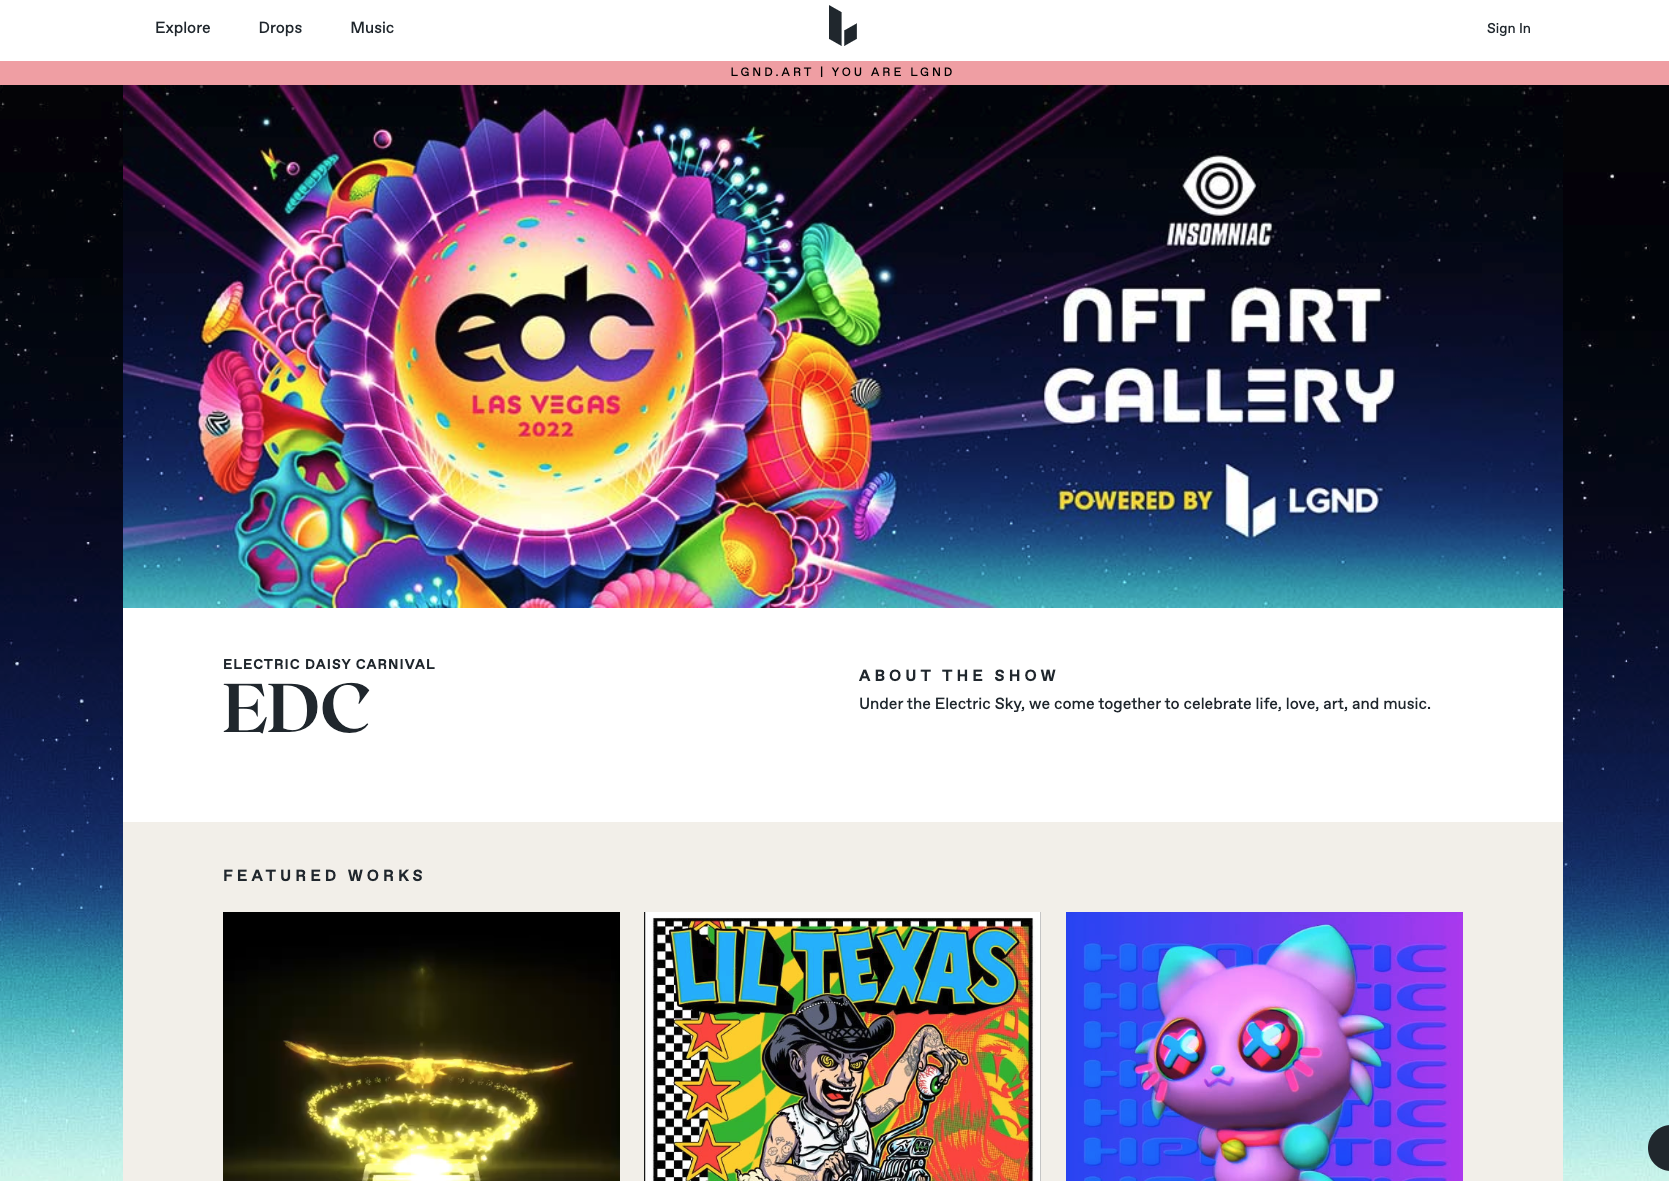 Explore Drops Music Sign In
LGND.ART | YOU ARE LGND
edc
LAS VEGAS
2022
INSOMNIAC
NFT ART
GALLERY
POWERED BY LGND™
ELECTRIC DAISY CARNIVAL
EDC
ABOUT THE SHOW
Under the Electric Sky, we come together to celebrate life, love, art, and music.
FEATURED WORKS
LIL TEXAS